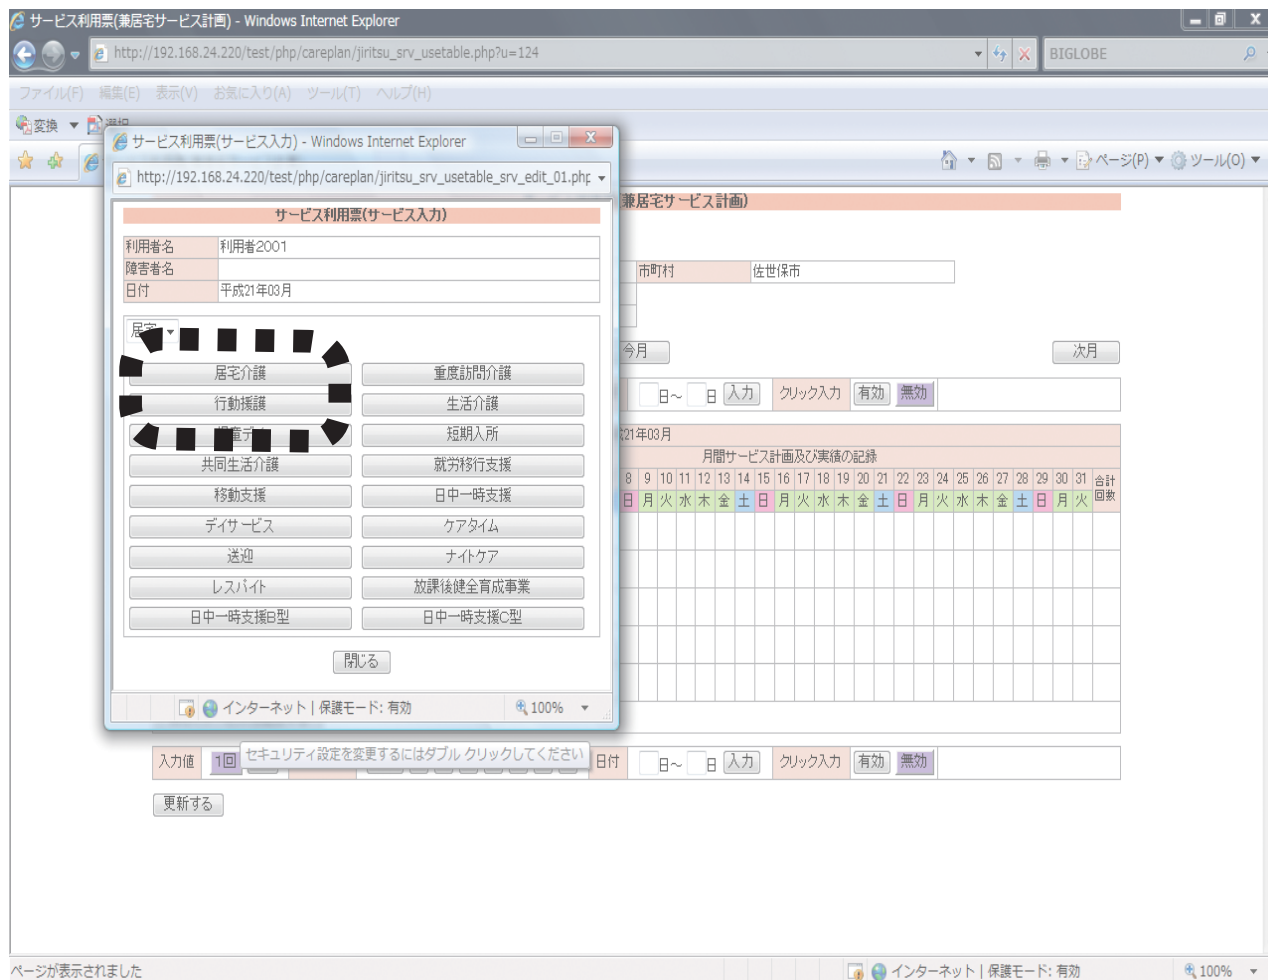 サービス利用票(兼居宅サービス計画) - Windows Internet Explorer
http://192.168.24.220/test/php/careplan/jiritsu_srv_usetable.php?u=124
BIGLOBE
ファイル(F) 編集(E) 表示(V) お気に入り(A) ツール(T) ヘルプ(H)
変換
ページ(P) ツール(O)
サービス利用票(サービス入力) - Windows Internet Explorer
http://192.168.24.220/test/php/careplan/jiritsu_srv_usetable_srv_edit_01.php
サービス利用票(サービス入力)
利用者名 利用者2001
障害者名
日付 平成21年03月
居宅
居宅介護 重度訪問介護
行動援護 生活介護
短期入所
共同生活介護 就労移行支援
移動支援 日中一時支援
デイサービス ケアタイム
送迎 ナイトケア
レスパイト 放課後健全育成事業
日中一時支援B型 日中一時支援C型
閉じる
インターネット | 保護モード: 有効 100%
兼居宅サービス計画)
市町村 佐世保市
今月 次月
日～ 日 入力 クリック入力 有効 無効
21年03月
月間サービス計画及び実績の記録
8 9 10 11 12 13 14 15 16 17 18 19 20 21 22 23 24 25 26 27 28 29 30 31 合計回数
日 月 火 水 木 金 土 日 月 火 水 木 金 土 日 月 火 水 木 金 土 日 月 火
入力値 1回 セキュリティ設定を変更するにはダブル クリックしてください 日付 日～ 日 入力 クリック入力 有効 無効
更新する
ページが表示されました インターネット | 保護モード: 有効 100%